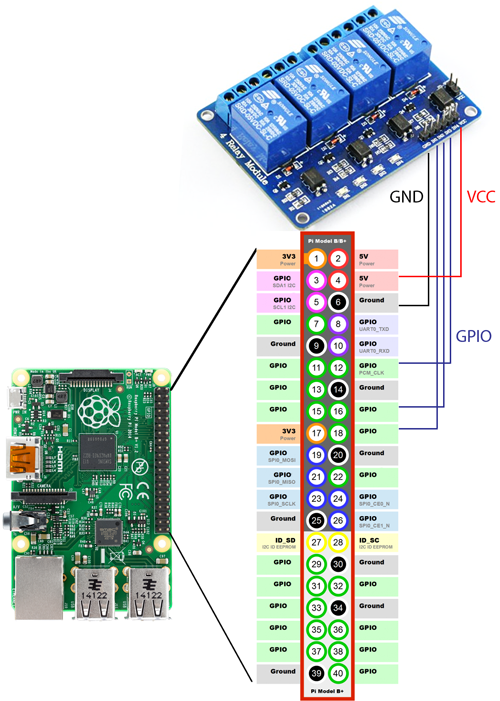 4 Relay Module
GND
VCC
GPIO
Pi Model B/B+
3V3
Power
1
2
5V
Power
GPIO
SDA1 I2C
3
4
5V
Power
GPIO
SCL1 I2C
5
6
Ground
GPIO
7
8
GPIO
UART0_TXD
Ground
9
10
GPIO
UART0_RXD
GPIO
11
12
GPIO
PCM_CLK
GPIO
13
14
Ground
GPIO
15
16
GPIO
3V3
Power
17
18
GPIO
GPIO
SPI0_MOSI
19
20
Ground
GPIO
SPI0_MISO
21
22
GPIO
GPIO
SPI0_SCLK
23
24
GPIO
SPI0_CE0_N
Ground
25
26
GPIO
SPI0_CE1_N
ID_SD
I2C ID EEPROM
27
28
ID_SC
I2C ID EEPROM
GPIO
29
30
Ground
GPIO
31
32
GPIO
GPIO
33
34
Ground
GPIO
35
36
GPIO
GPIO
37
38
GPIO
Ground
39
40
GPIO
Pi Model B+
DISPLAY
HDMI
CAMERA
FC CE
14122
14122